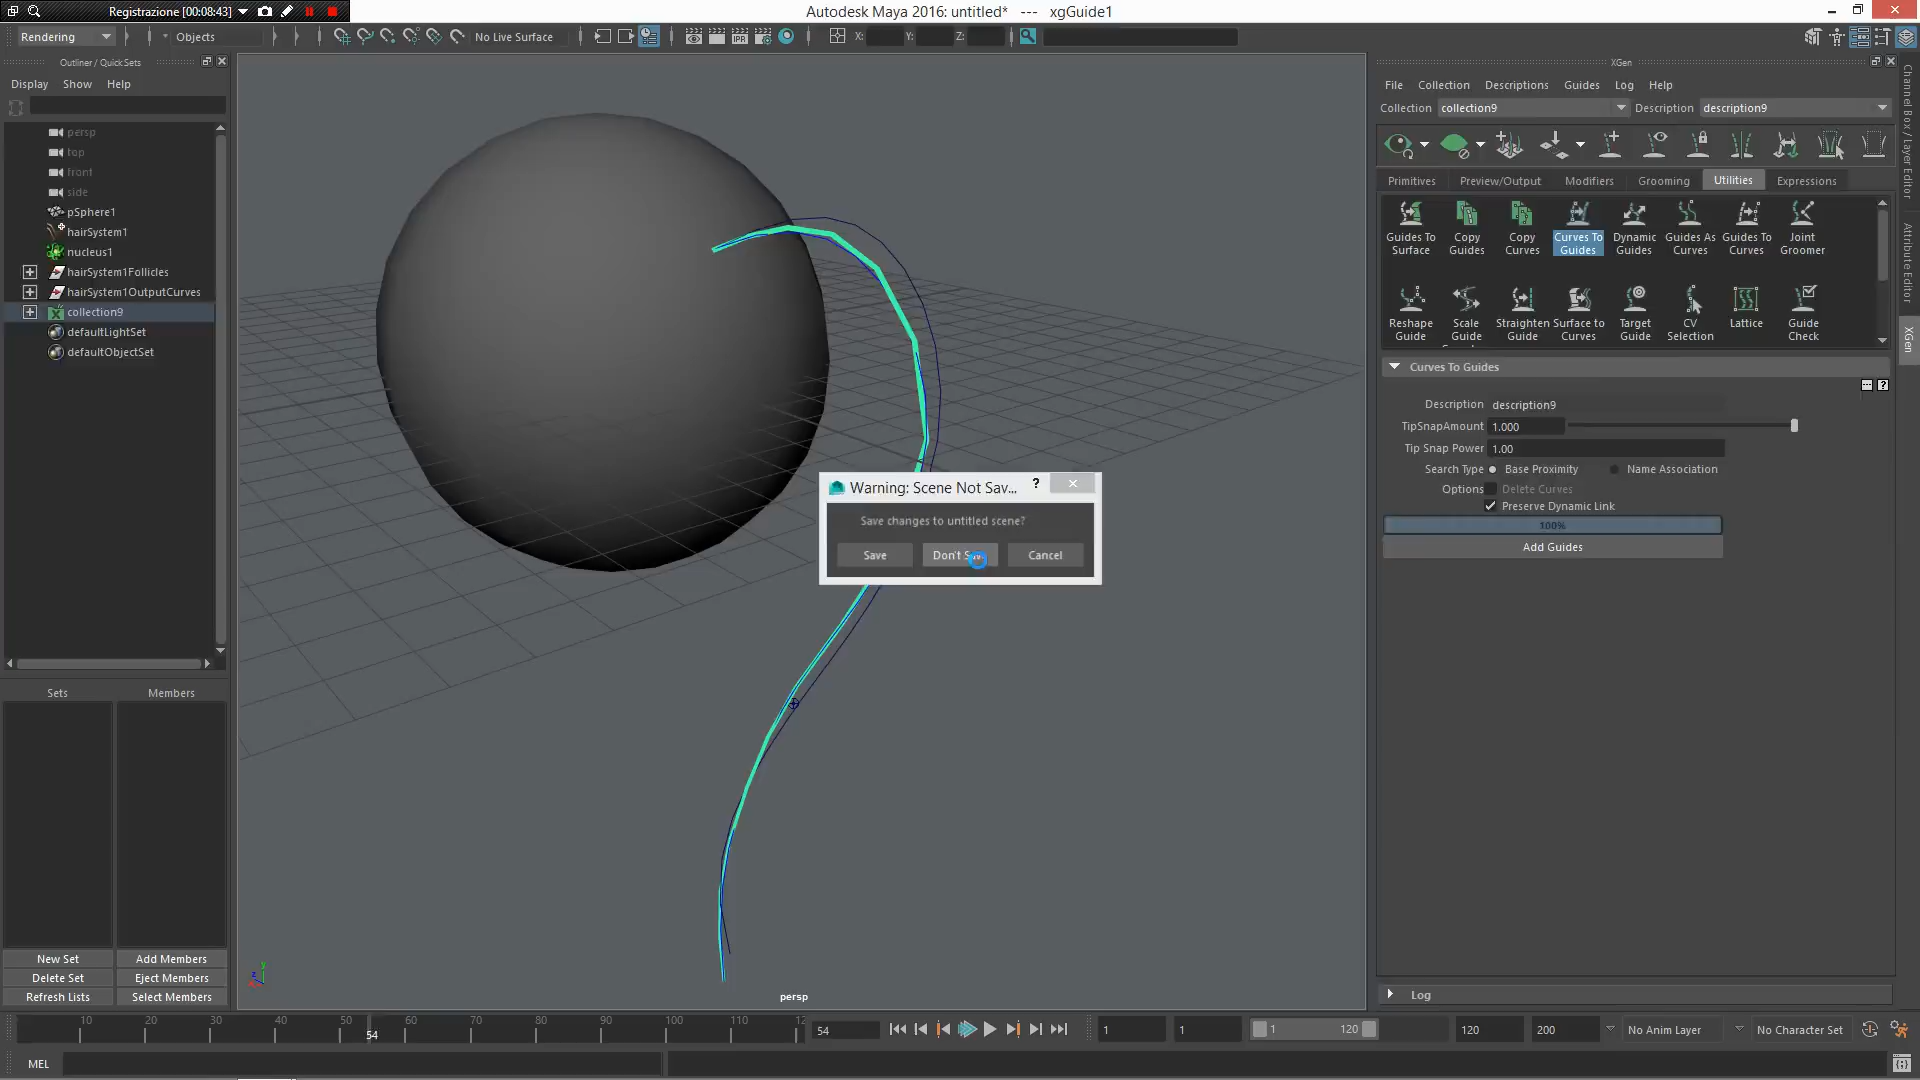 Registrazione [00:08:43]
Autodesk Maya 2016: untitled* --- xgGuide1
Rendering
Objects
No Live Surface
X:
Y:
Z:
Outliner / Quick Sets
Display Show Help
persp
top
front
side
pSphere1
hairSystem1
nucleus1
hairSystem1Follicles
hairSystem1OutputCurves
collection9
defaultLightSet
defaultObjectSet
Sets
Members
New Set
Add Members
Delete Set
Eject Members
Refresh Lists
Select Members
Warning: Scene Not Sav...
?
Save changes to untitled scene?
Save
Cancel
persp
XGen
File Collection Descriptions Guides Log Help
Collection collection9
Description description9
Primitives Preview/Output Modifiers Grooming Utilities Expressions
Guides To Surface
Copy Guides
Copy Curves
Curves To Guides
Dynamic Guides
Guides As Curves
Guides To Curves
Joint Groomer
Reshape Guide
Scale Guide
Straighten Guide
Surface to Curves
Target Guide
CV Selection
Lattice
Guide Check
Curves To Guides
Description description9
TipSnapAmount 1.000
Tip Snap Power 1.00
Search Type Base Proximity Name Association
Options Delete Curves
Preserve Dynamic Link
100%
Add Guides
Log
Channel Box / Layer Editor
Attribute Editor
XGen
10 20 30 40 50 60 70 80 90 100 110 12
54
54
1
1
1
120
120
200
No Anim Layer
No Character Set
MEL